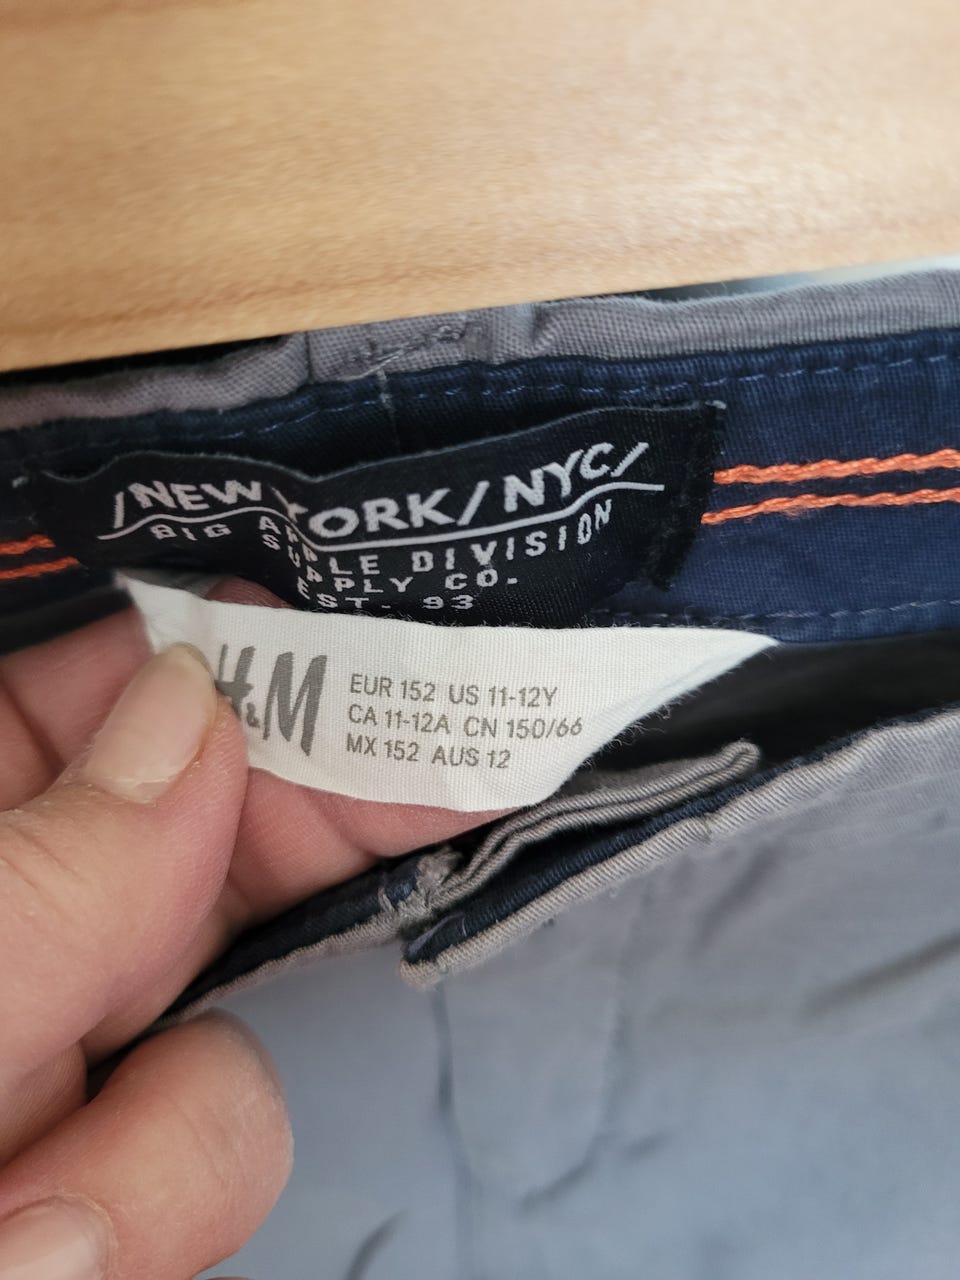 /NEW YORK/NYC/
BIG APPLE DIVISION
SUPPLY CO.
EST. 93
H&M
EUR 152 US 11-12Y
CA 11-12A CN 150/66
MX 152 AUS 12